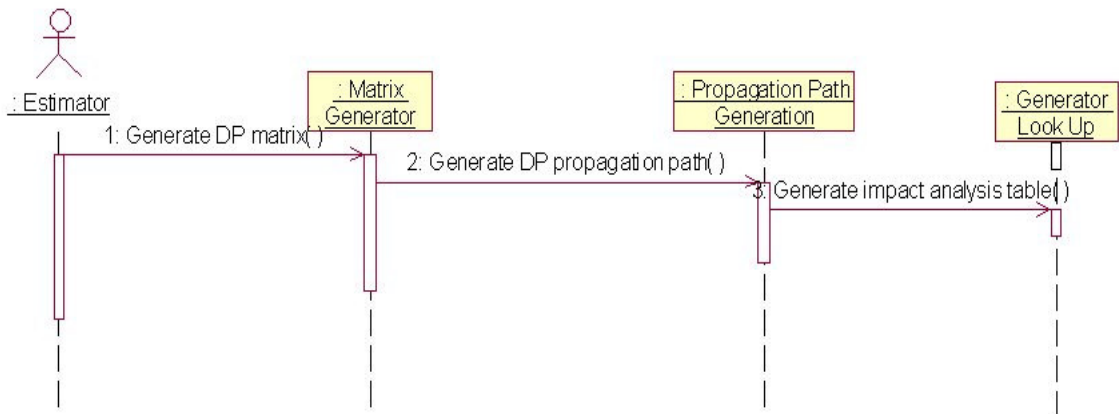 : Estimator
: Matrix
Generator
: Propagation Path
Generation
: Generator
Look Up
1: Generate DP matrix( )
2: Generate DP propagation path( )
3: Generate impact analysis table( )